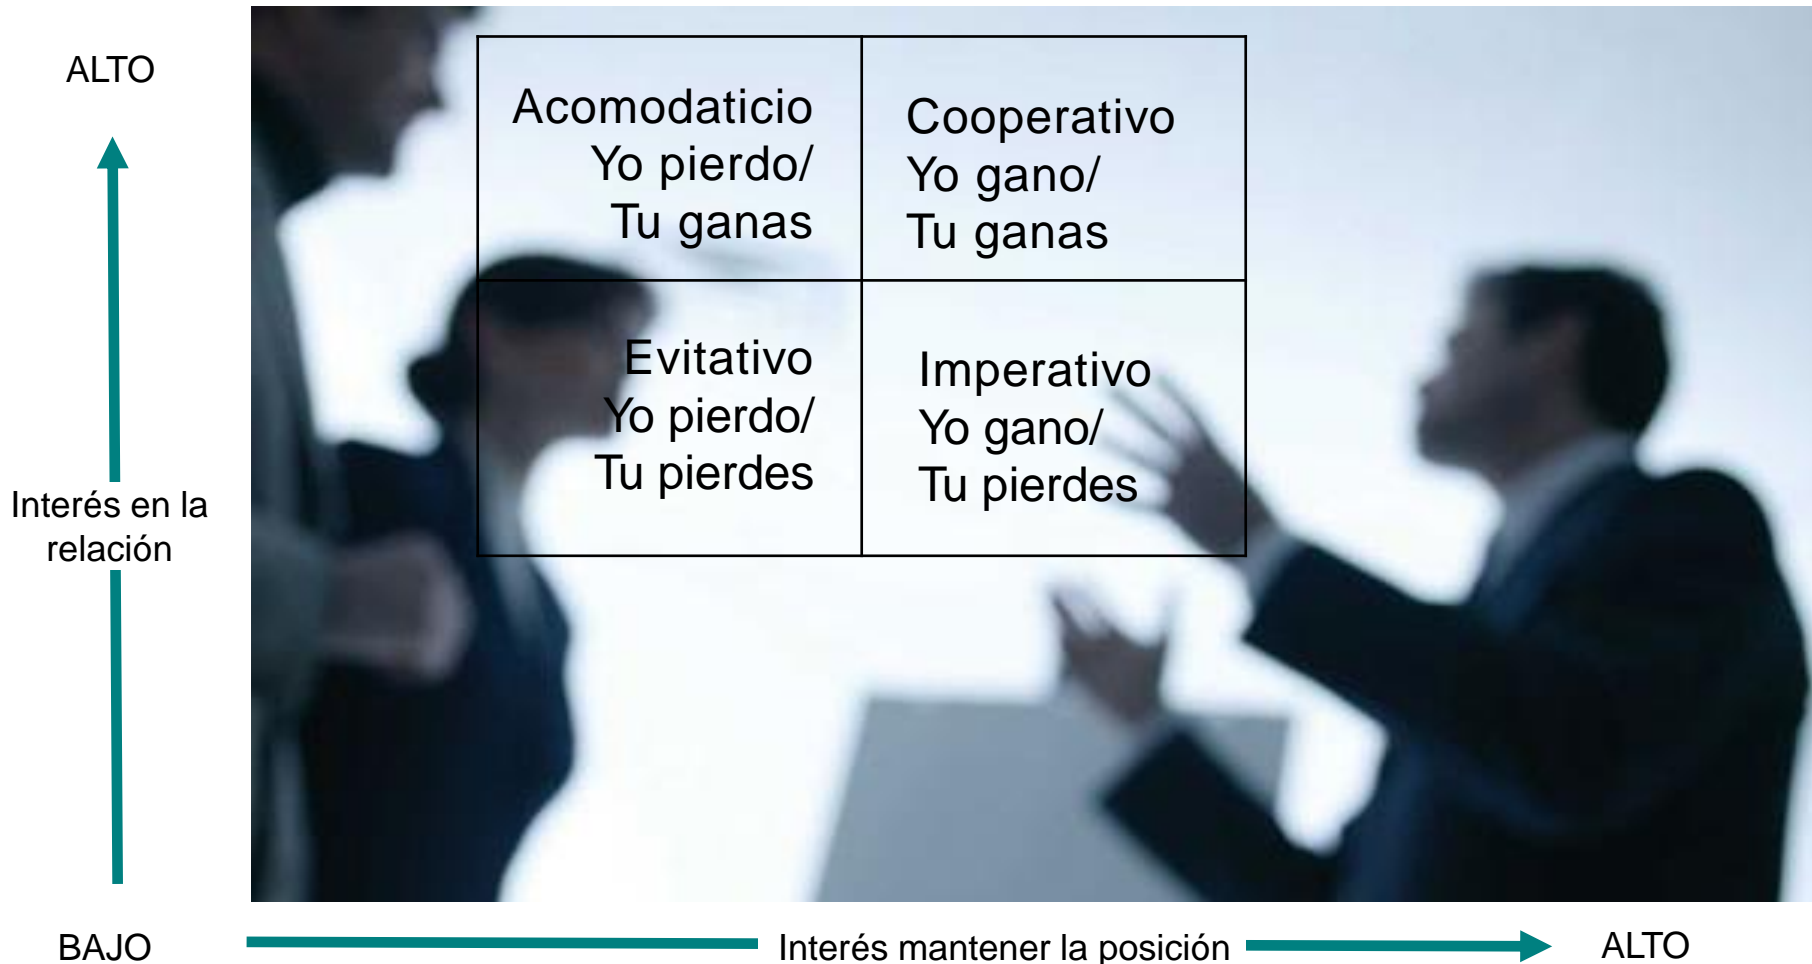 ALTO
Acomodaticio
Yo pierdo/
Tu ganas
Cooperativo
Yo gano/
Tu ganas
Evitativo
Yo pierdo/
Tu pierdes
Imperativo
Yo gano/
Tu pierdes
Interés en la
relación
BAJO
Interés mantener la posición
ALTO